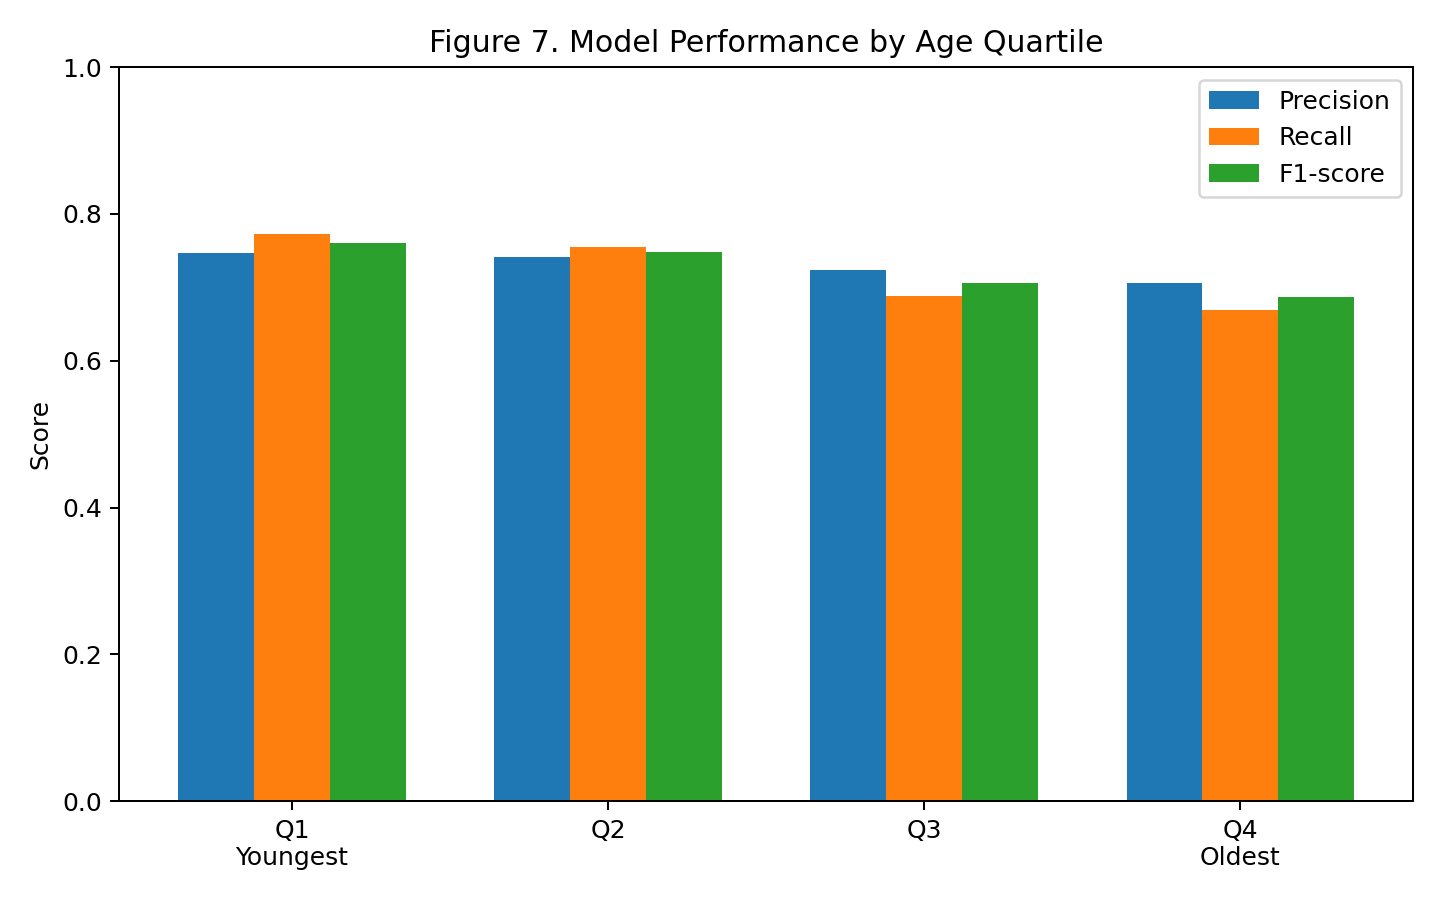 Figure 7. Model Performance by Age Quartile
1.0
0.8
0.6
0.4
0.2
0.0
Score
Precision
Recall
F1-score
Q1
Youngest
Q2
Q3
Q4
Oldest